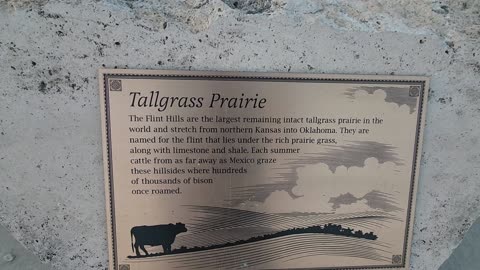 Tallgrass Prairie
The Flint Hills are the largest remaining intact tallgrass prairie in the
world and stretch from northern Kansas into Oklahoma. They are
named for the flint that lies under the rich prairie grass,
along with limestone and shale. Each summer
cattle from as far away as Mexico graze
these hillsides where hundreds
of thousands of bison
once roamed.